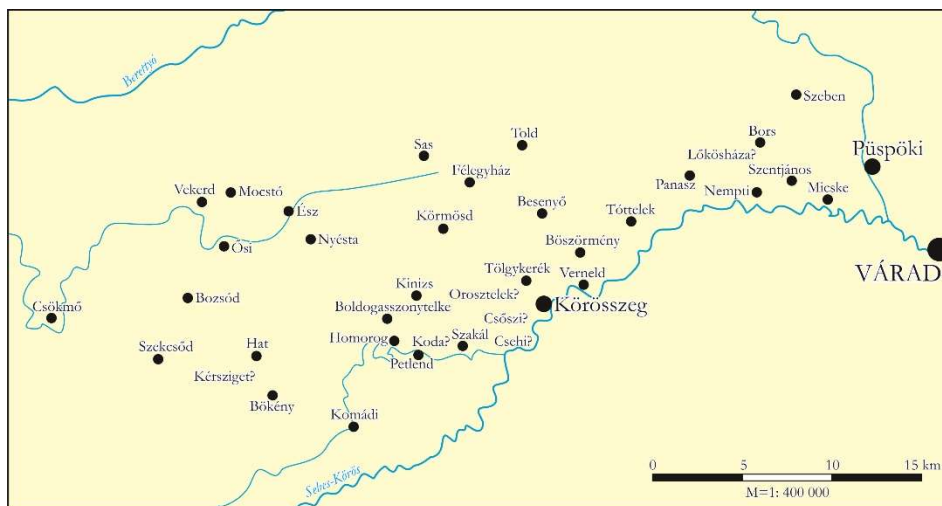 Berettyó
Szeben
Told
Bors
Sas
Püspöki
Lőkösháza?
Félegyház
Szentjános
Panasz
Nempti
Micske
Vekerd
Mocstó
Ész
Besenyő
Körmösd
Tóttelek
Nyésta
Ősi
Böszörmény
VÁRAD
Tölgykerék
Verneld
Kinizs
Orosztelek?
Bozsód
Körösszeg
Csökmő
Boldogasszonytelke
Csőszi?
Homorog
Koda?
Szakál
Csehi?
Szekcsőd
Hat
Petlend
Kérsziget?
Bökény
Komádi
Sebes-Körös
0 5 10 15 km
M=1: 400 000